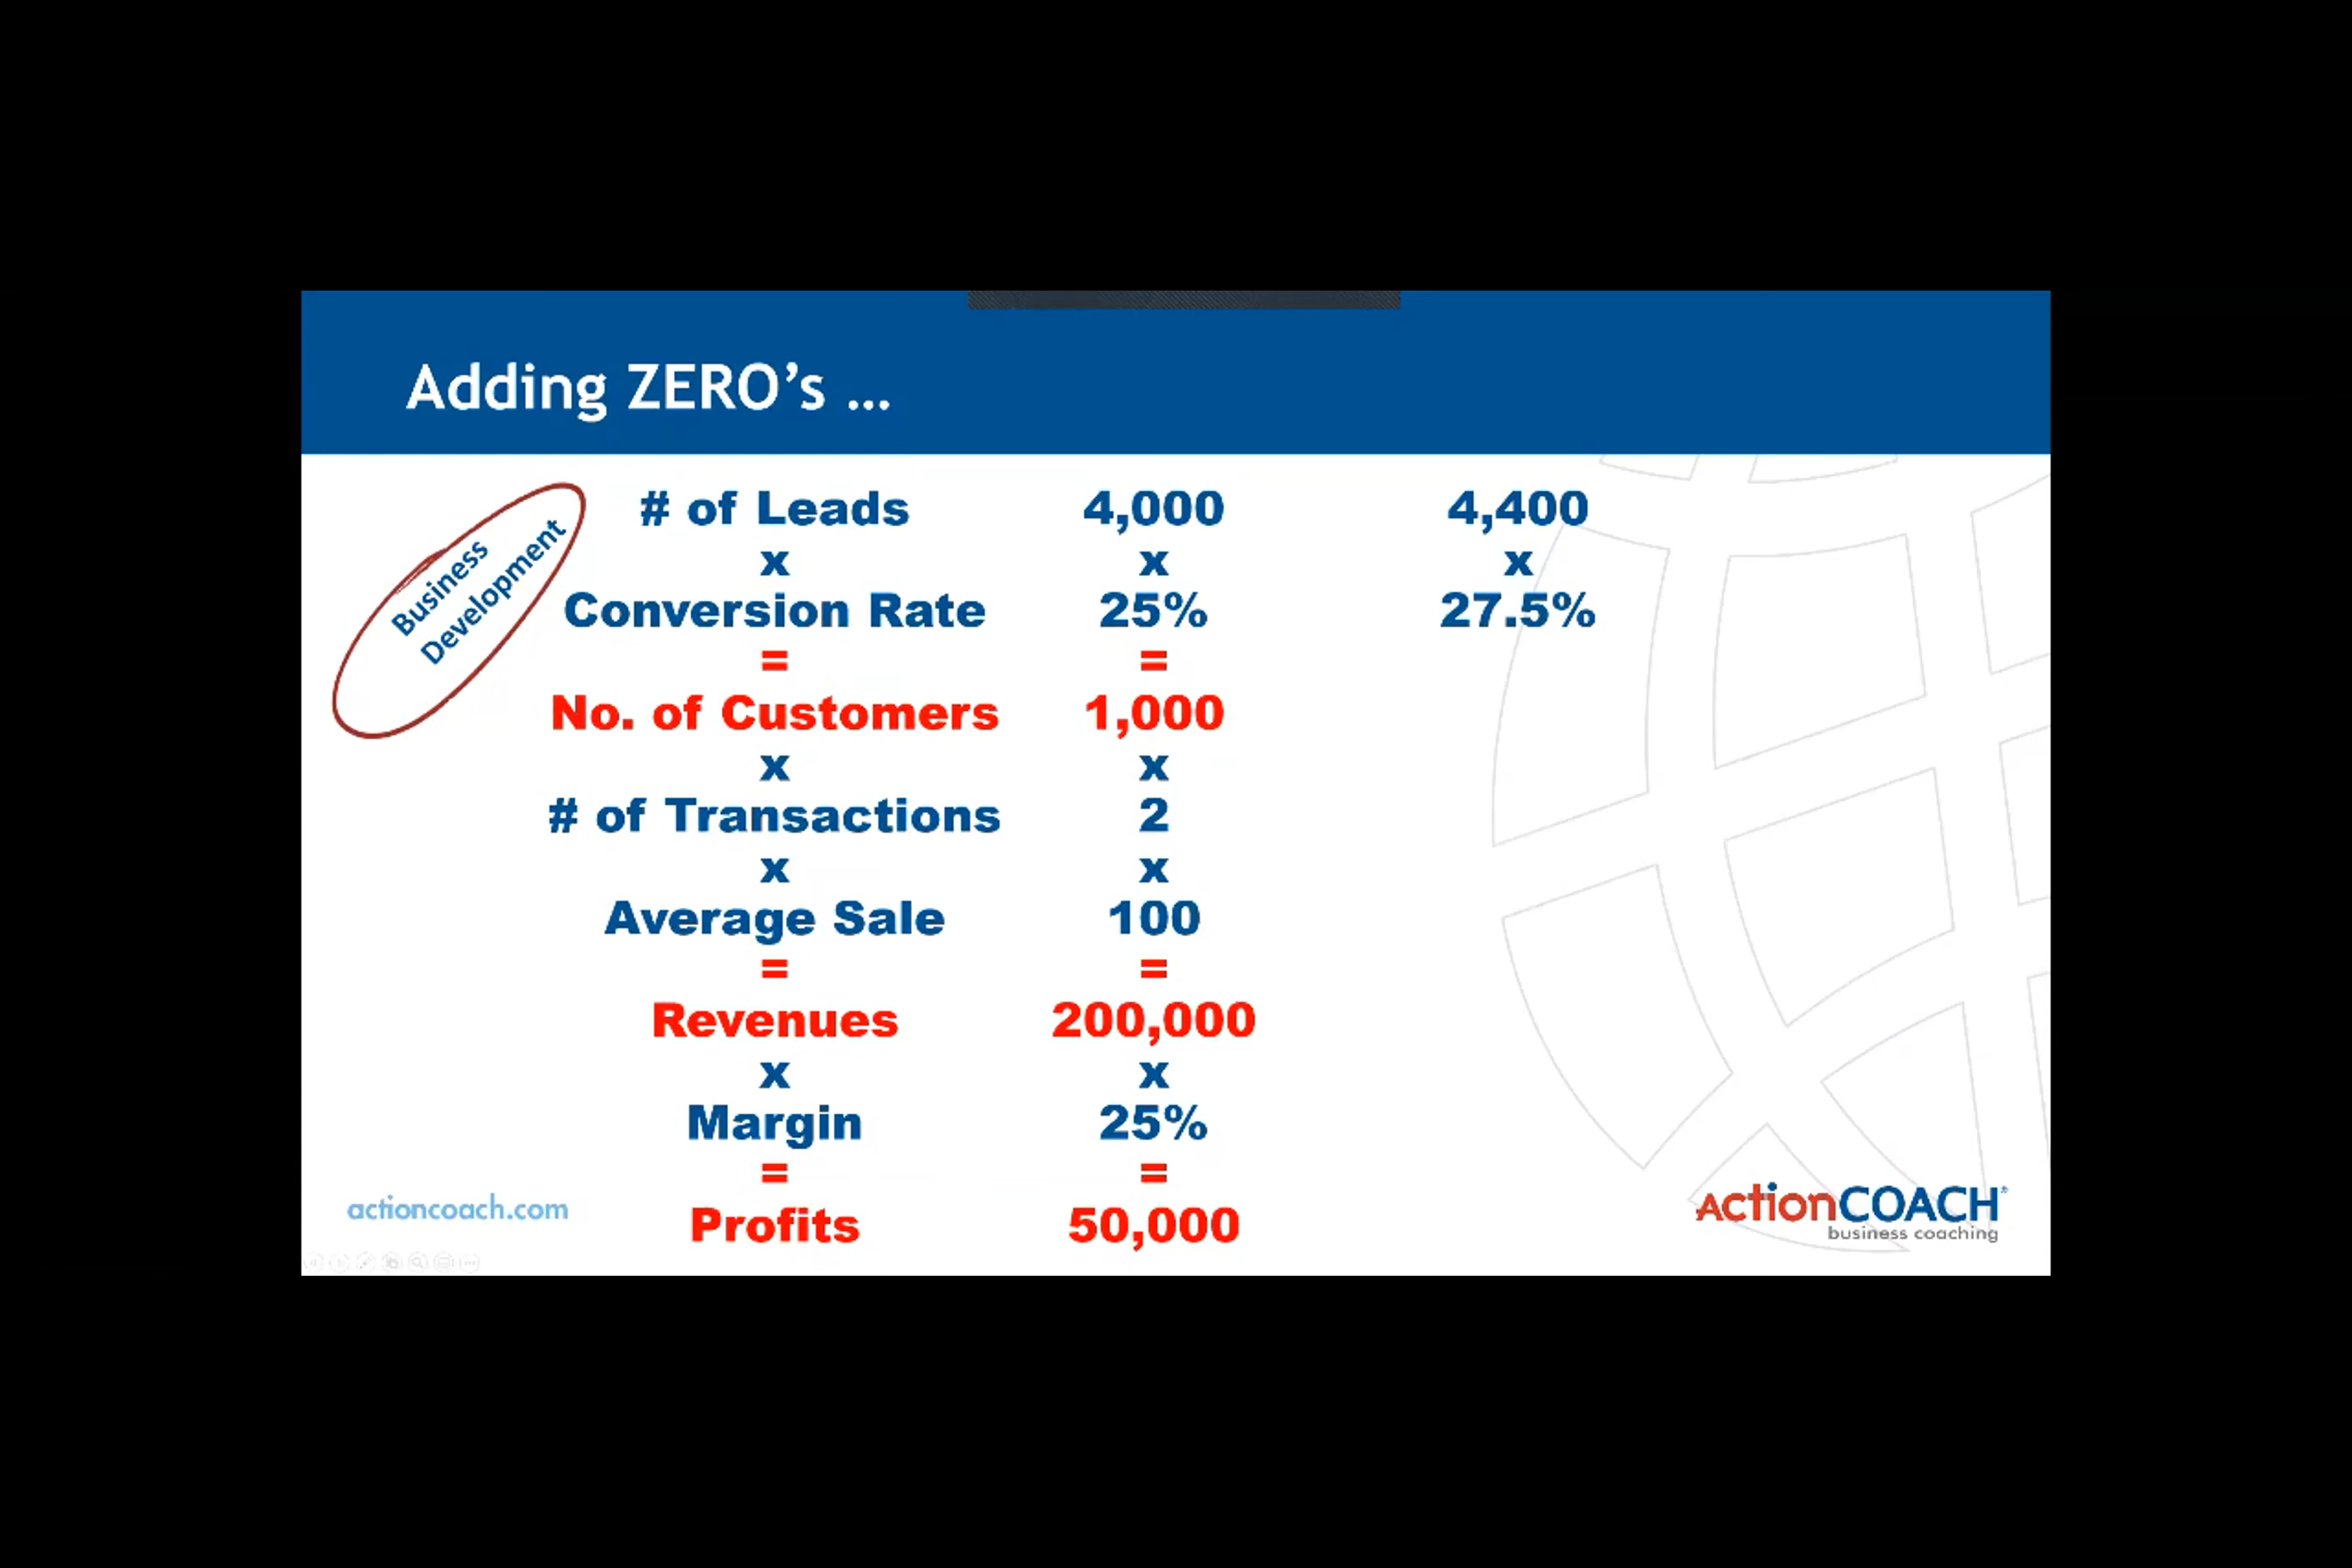 Adding ZERO's ...
Business
Development
# of Leads 4,000 4,400
x x x
Conversion Rate 25% 27.5%
= =
No. of Customers 1,000
x x
# of Transactions 2
x x
Average Sale 100
= =
Revenues 200,000
x x
Margin 25%
= =
Profits 50,000
actioncoach.com
ActionCOACH®
business coaching